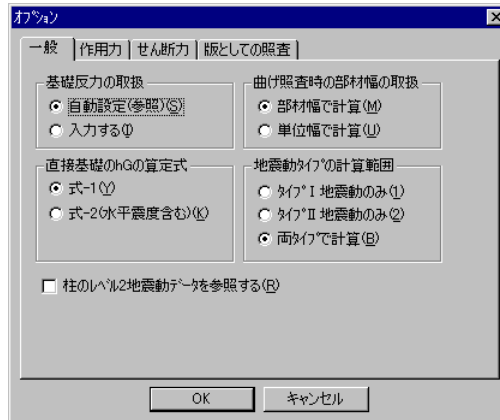 ｵﾌﾟｼｮﾝ
一般 作用力 せん断力 版としての照査
基礎反力の取扱
自動設定(参照)(S)
入力する(I)
曲げ照査時の部材幅の取扱
部材幅で計算(M)
単位幅で計算(U)
直接基礎のhGの算定式
式-1(Y)
式-2(水平震度含む)(K)
地震動ﾀｲﾌﾟの計算範囲
ﾀｲﾌﾟⅠ 地震動のみ(1)
ﾀｲﾌﾟⅡ 地震動のみ(2)
両ﾀｲﾌﾟで計算(B)
柱のﾚﾍﾞﾙ2地震動ﾃﾞｰﾀを参照する(R)
OK キャンセル